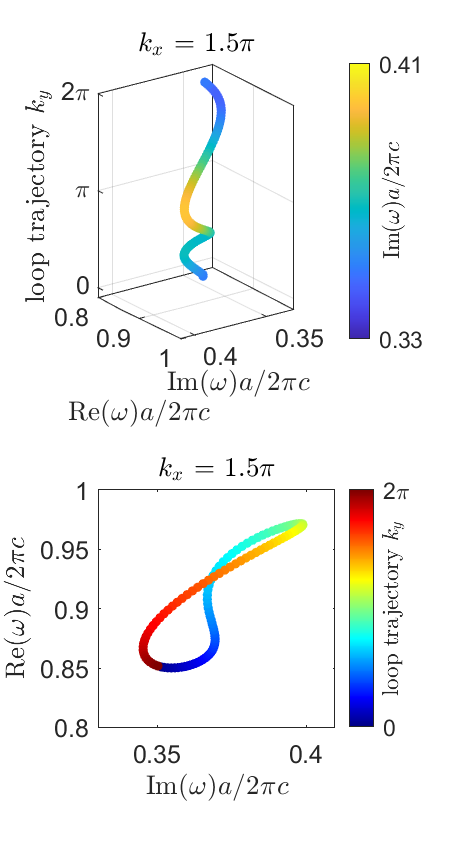 k_x = 1.5π
2π
π
0
loop trajectory k_y
0.8
0.9
1
0.4
0.35
Im(ω)a/2πc
Re(ω)a/2πc
0.41
0.33
Im(ω)a/2πc
k_x = 1.5π
1
0.95
0.9
0.85
0.8
Re(ω)a/2πc
0.35
0.4
Im(ω)a/2πc
2π
0
loop trajectory k_y